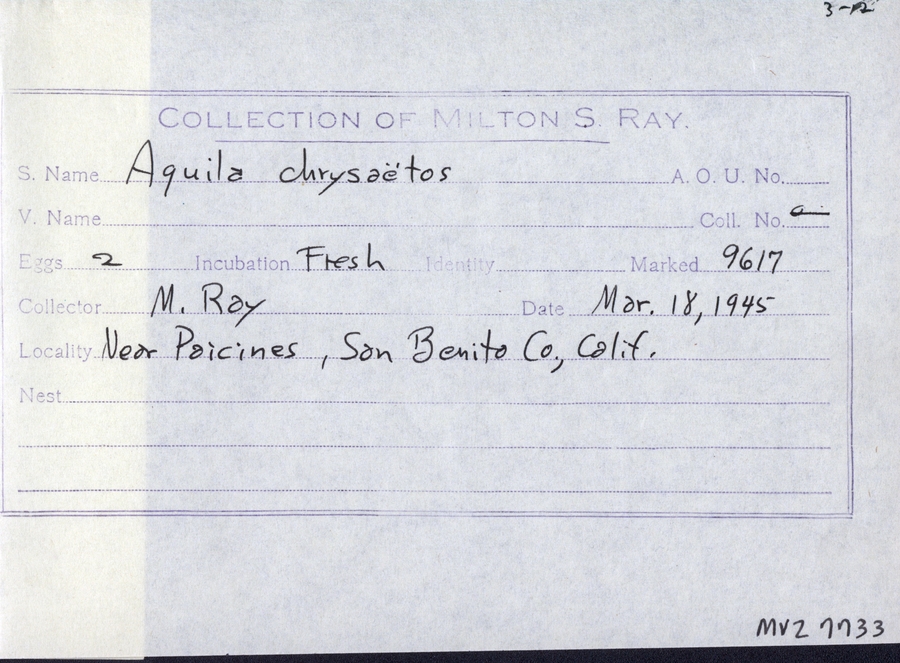 3-12
COLLECTION OF MILTON S. RAY.
S. Name Aquila chrysaëtos A. O. U. No.
V. Name Coll. No.
Eggs 2 Incubation Fresh Identity Marked 9617
Collector M. Ray Date Mar. 18, 1945
Locality Near Paicines, San Benito Co., Calif.
Nest
MVZ 7733